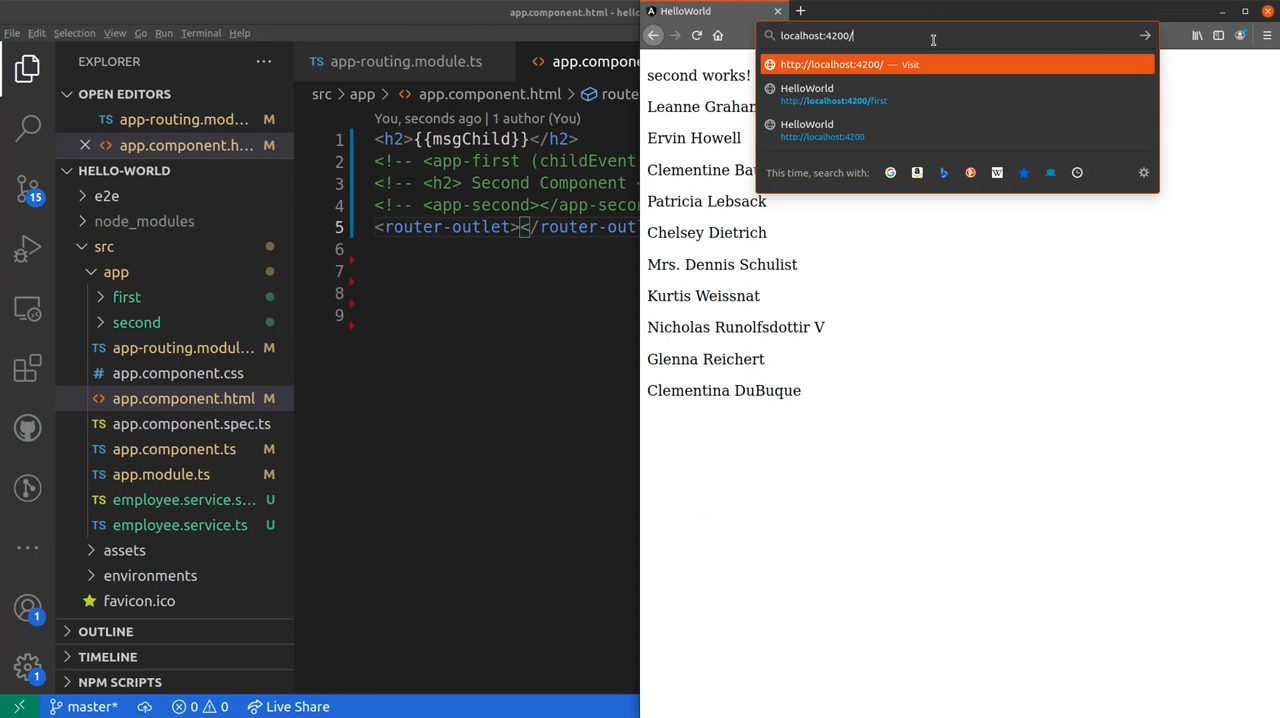 app.component.html - hello
File Edit Selection View Go Run Terminal Help
EXPLORER
OPEN EDITORS
app-routing.mod... M
app.component.h... M
HELLO-WORLD
e2e
node_modules
src
app
first
second
TS app-routing.modul... M
# app.component.css
<> app.component.html M
TS app.component.spec.ts
TS app.component.ts M
TS app.module.ts M
TS employee.service.s... U
TS employee.service.ts U
assets
environments
favicon.ico
OUTLINE
TIMELINE
NPM SCRIPTS
15
1
1
master*
0 0
Live Share
TS app-routing.module.ts
<> app.compone
src > app > <> app.component.html > route
You, seconds ago | 1 author (You)
1 <h2>{{msgChild}}</h2>
2 <!-- <app-first (childEvent
3 <!-- <h2> Second Component <
4 <!-- <app-second></app-seco
5 <router-outlet></router-outl
6
7
8
9
HelloWorld
localhost:4200/
http://localhost:4200/ — Visit
HelloWorld
http://localhost:4200/first
HelloWorld
http://localhost:4200
This time, search with:
second works!
Leanne Graham
Ervin Howell
Clementine Bau
Patricia Lebsack
Chelsey Dietrich
Mrs. Dennis Schulist
Kurtis Weissnat
Nicholas Runolfsdottir V
Glenna Reichert
Clementina DuBuque